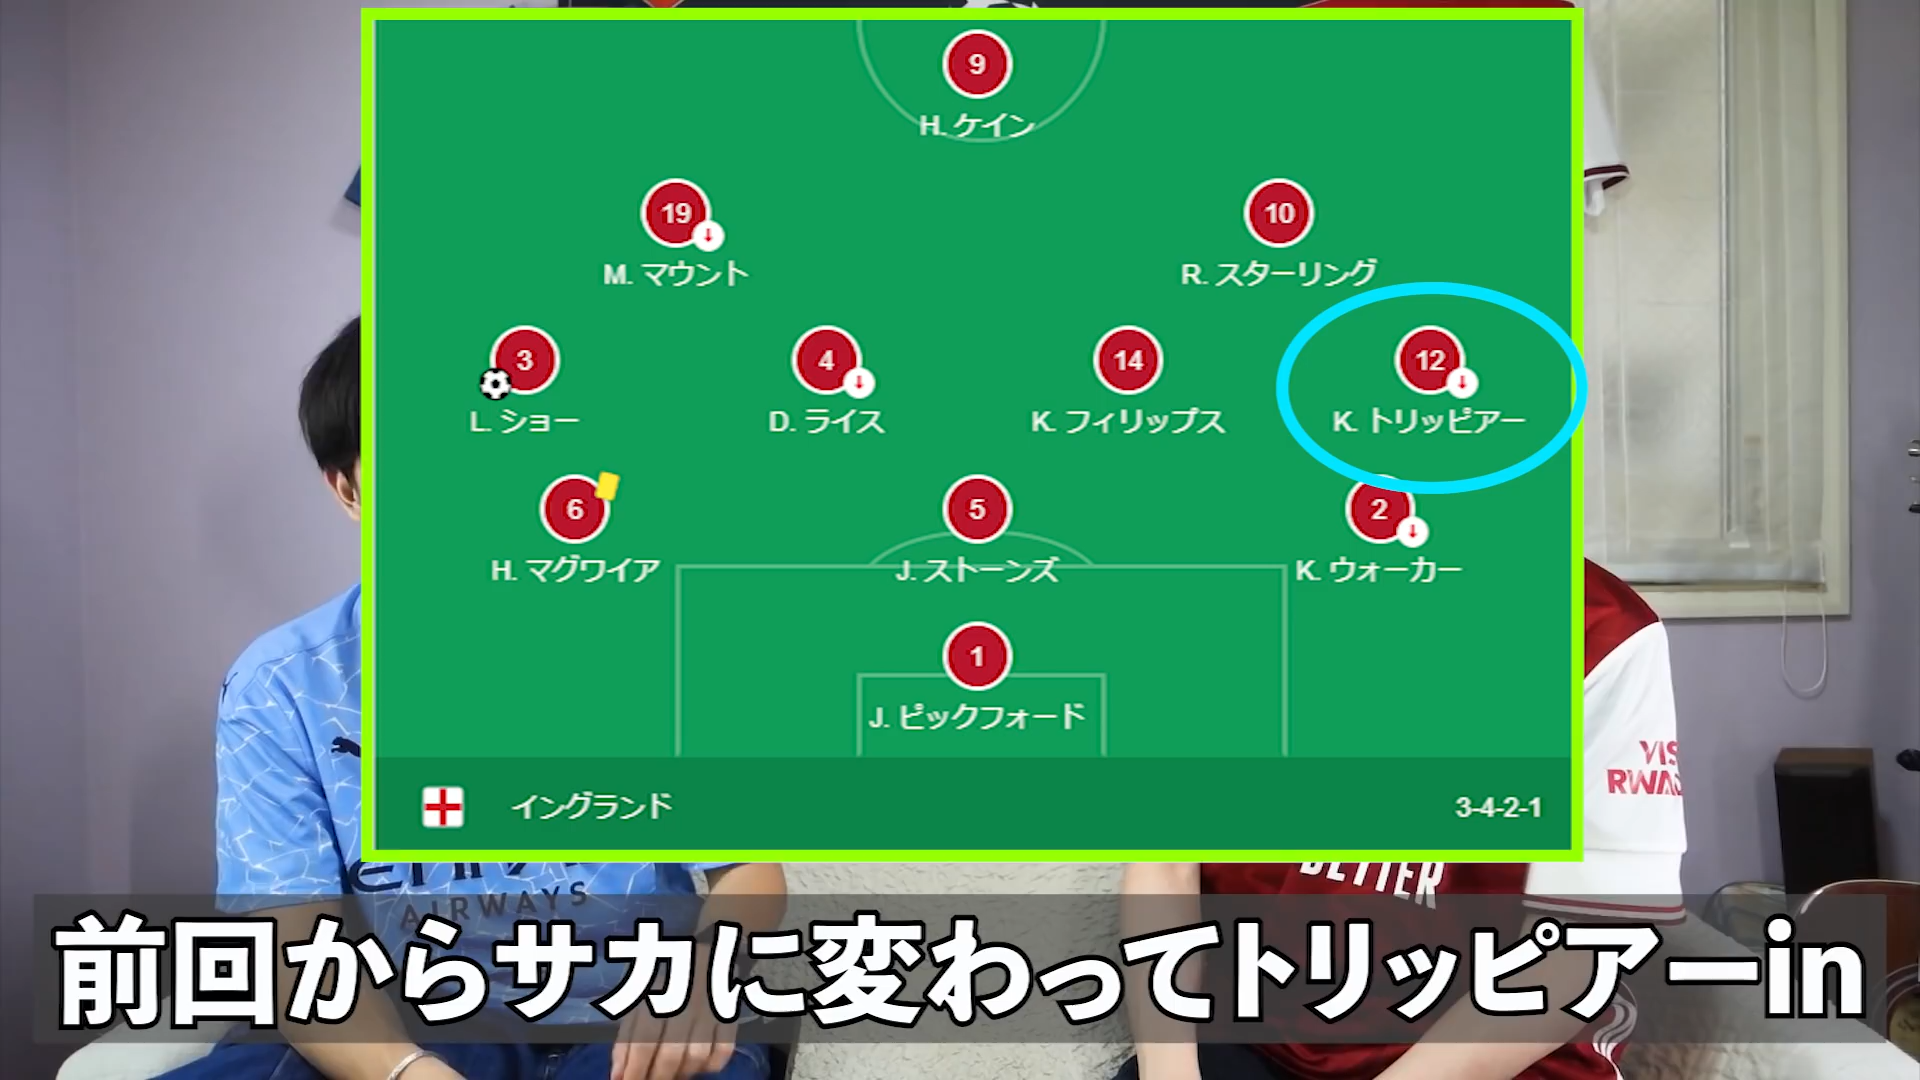 9
H. ケイン
19
10
M. マウント
R. スターリング
3
4
14
12
L. ショー
D. ライス
K. フィリップス
K. トリッピアー
6
5
2
H. マグワイア
J. ストーンズ
K. ウォーカー
1
J. ピックフォード
イングランド
3-4-2-1
VIS
RWA
AIRWAYS
BETTER
前回からサカに変わってトリッピアーin